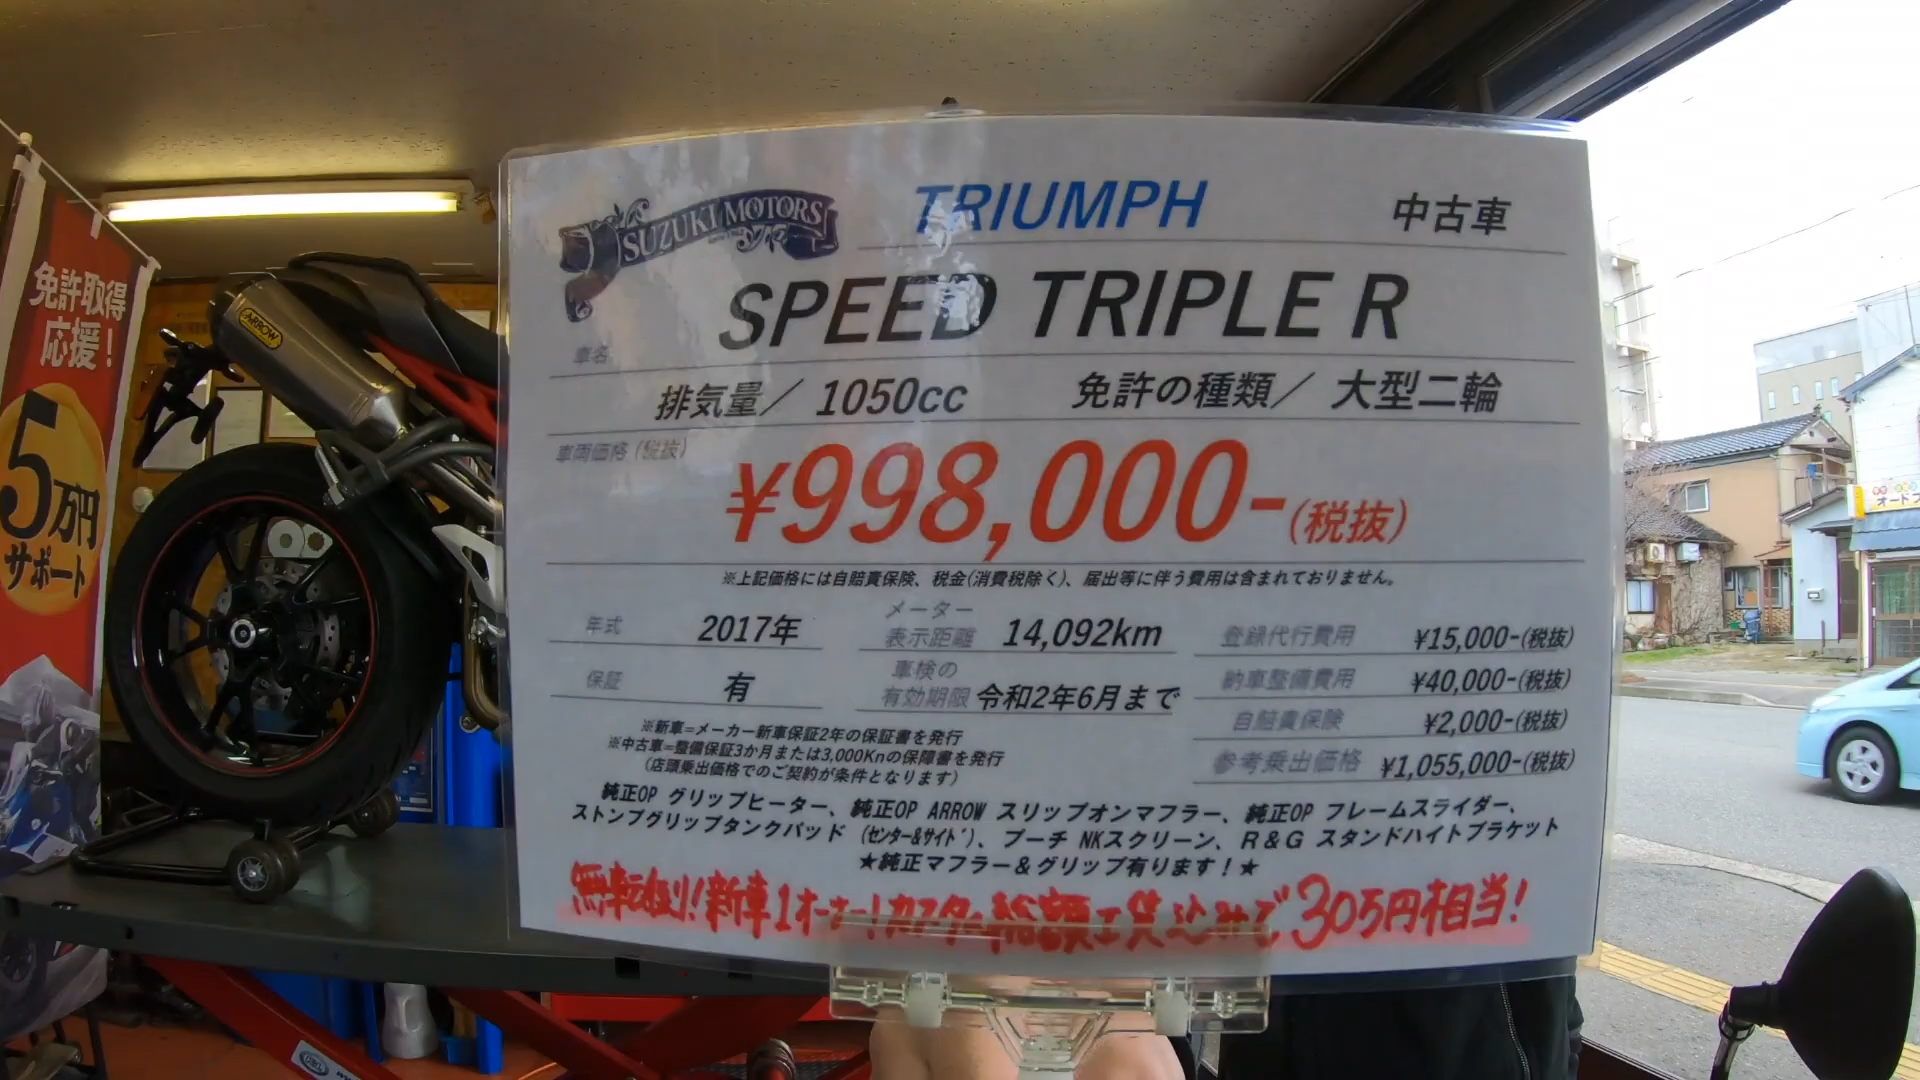 SUZUKI MOTORS
TRIUMPH
中古車
車名
SPEED TRIPLE R
排気量／ 1050cc 免許の種類／ 大型二輪
車両価格(税抜)
¥998,000-(税抜)
※上記価格には自賠責保険、税金(消費税除く)、届出等に伴う費用は含まれておりません。
年式 2017年
メーター表示距離 14,092km
登録代行費用 ¥15,000-(税抜)
保証 有
車検の有効期限 令和2年6月まで
納車整備費用 ¥40,000-(税抜)
自賠責保険 ¥2,000-(税抜)
参考乗出価格 ¥1,055,000-(税抜)
※新車=メーカー新車保証2年の保証書を発行
※中古車=整備保証3か月または3,000Knの保障書を発行
(店頭乗出価格でのご契約が条件となります)
純正OP グリップヒーター、純正OP ARROW スリップオンマフラー、純正OP フレームスライダー、
ストンプグリップタンクパッド (ｾﾝﾀｰ&ｻｲﾄﾞ)、プーチ NKスクリーン、R&G スタンドハイトブラケット
★純正マフラー＆グリップ有ります！★
無転倒!新車1オーナー!カスタム総額工賃込みで30万円相当!
免許取得
応援！
5万円
サポート
ARROW